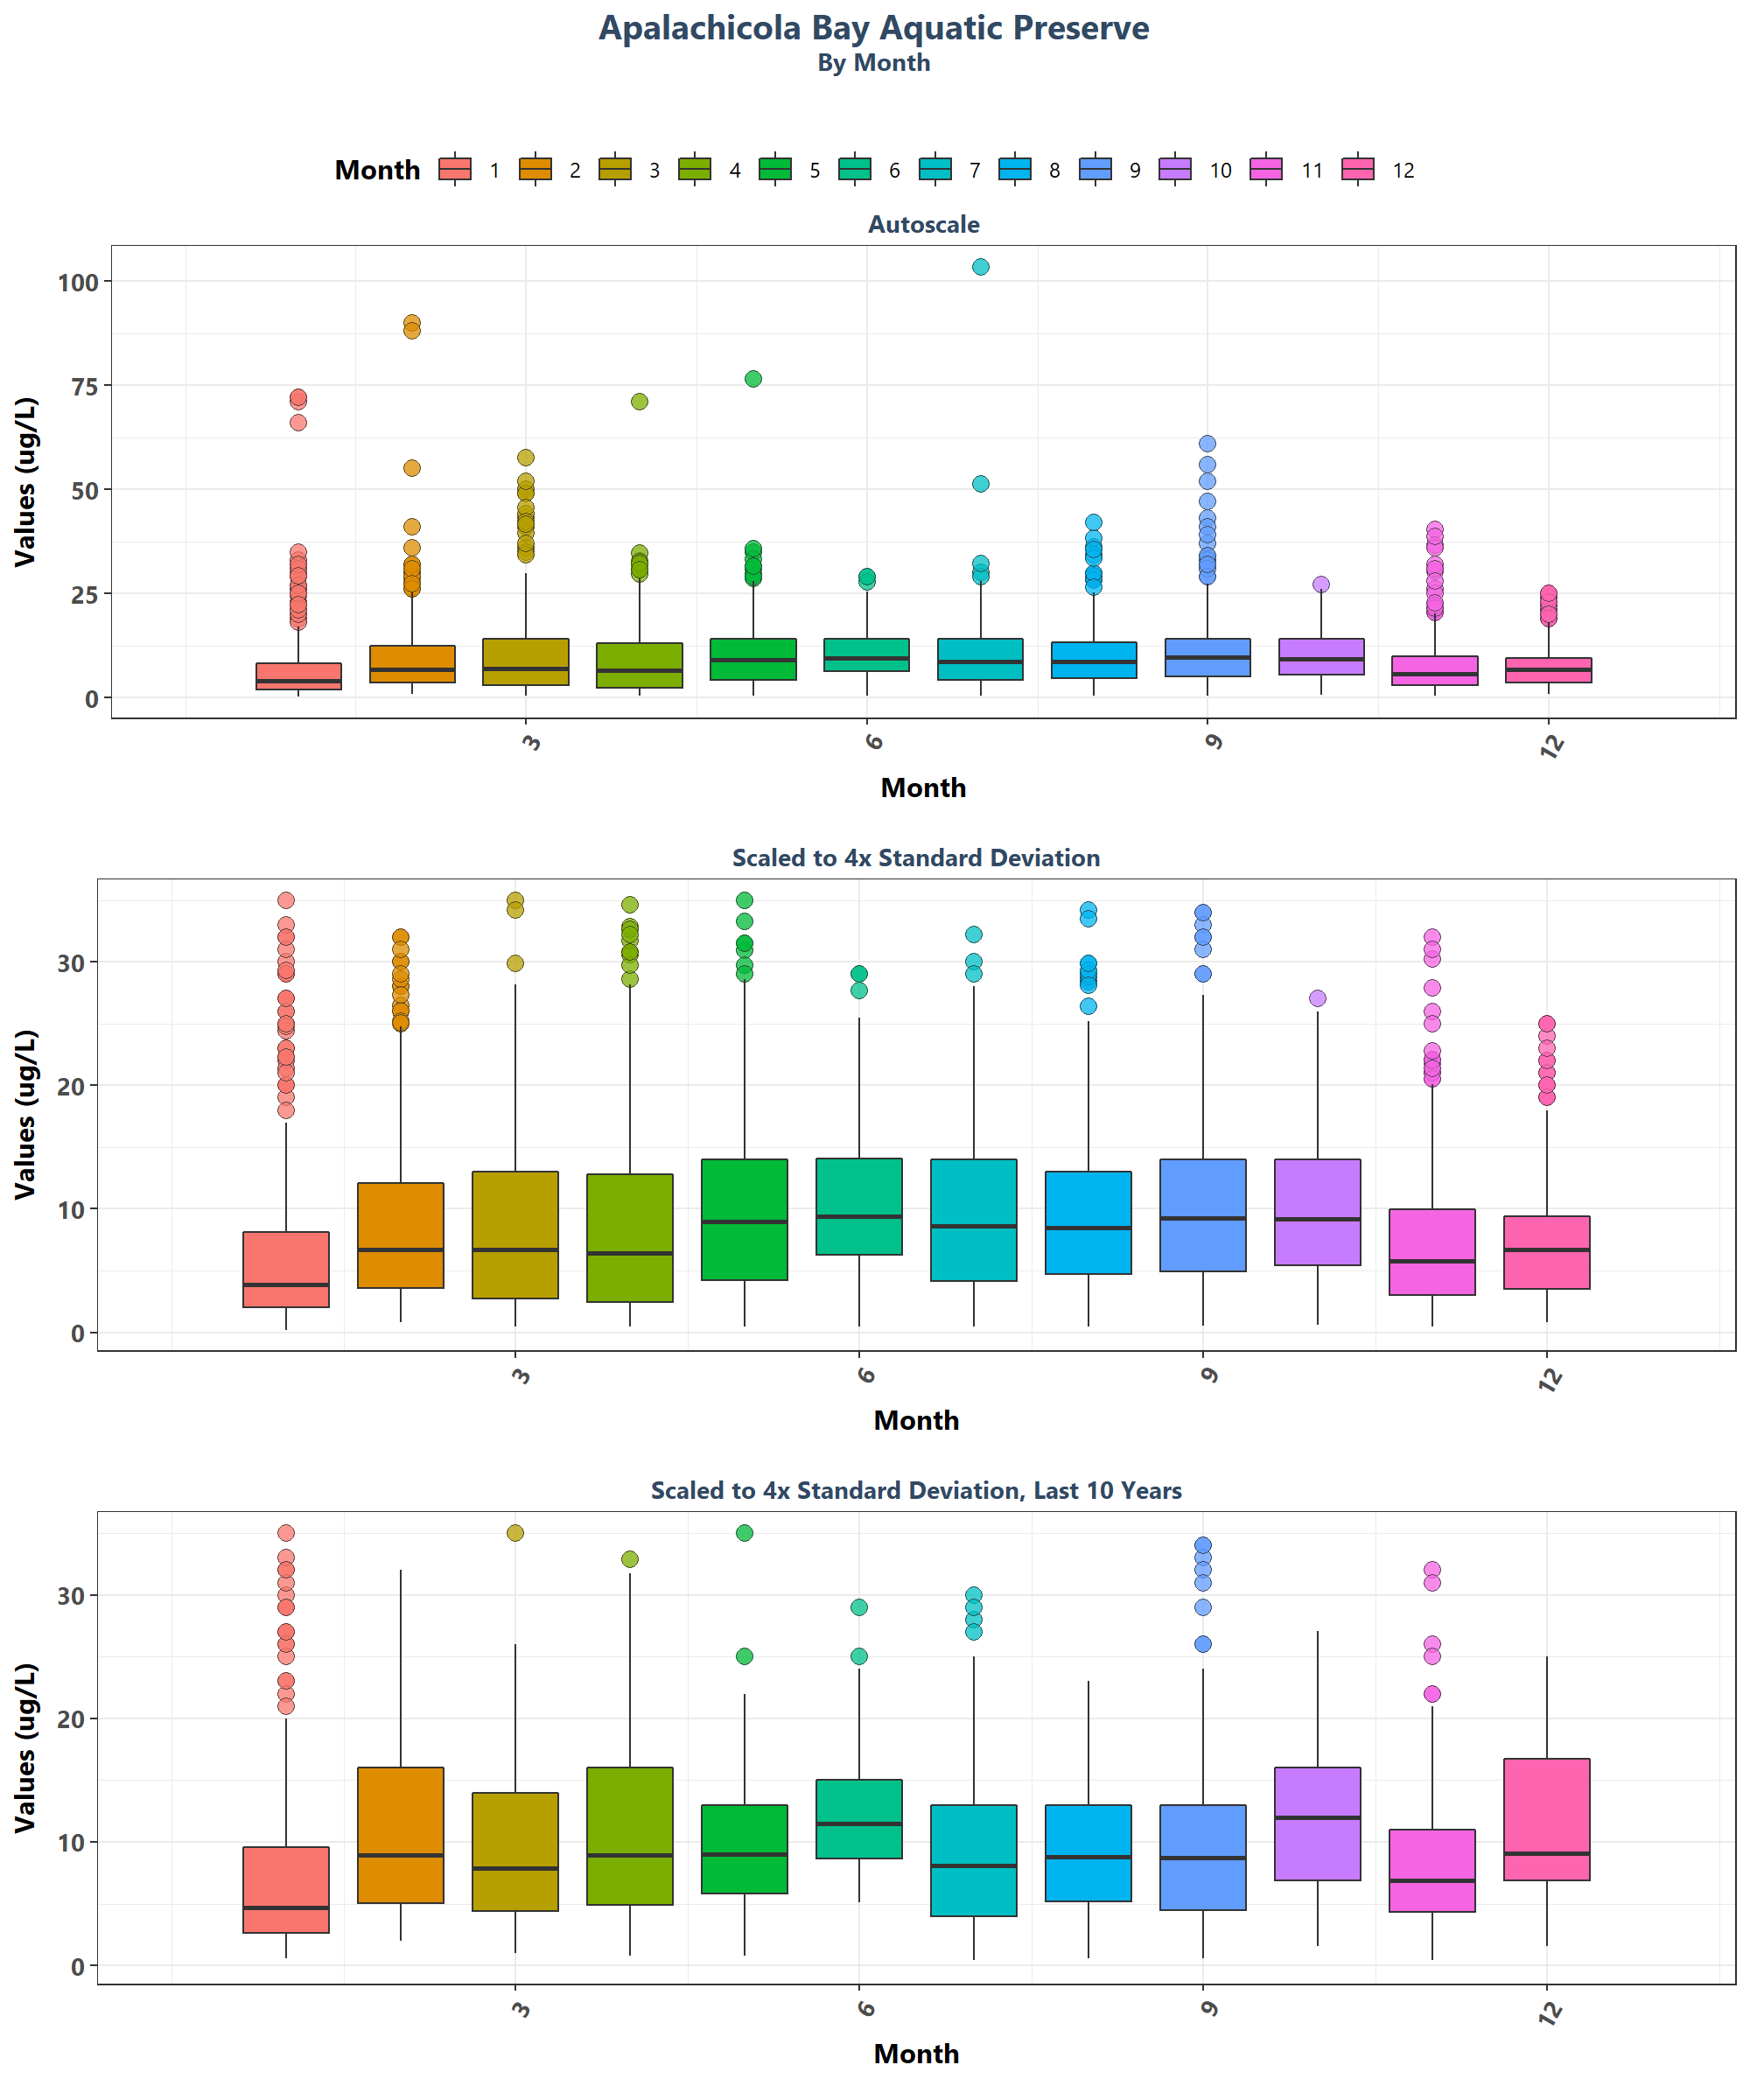 Apalachicola Bay Aquatic Preserve
By Month
Month 1 2 3 4 5 6 7 8 9 10 11 12
Autoscale
Values (ug/L)
100
75
50
25
0
3 6 9 12
Month
Scaled to 4x Standard Deviation
Values (ug/L)
30
20
10
0
3 6 9 12
Month
Scaled to 4x Standard Deviation, Last 10 Years
Values (ug/L)
30
20
10
0
3 6 9 12
Month